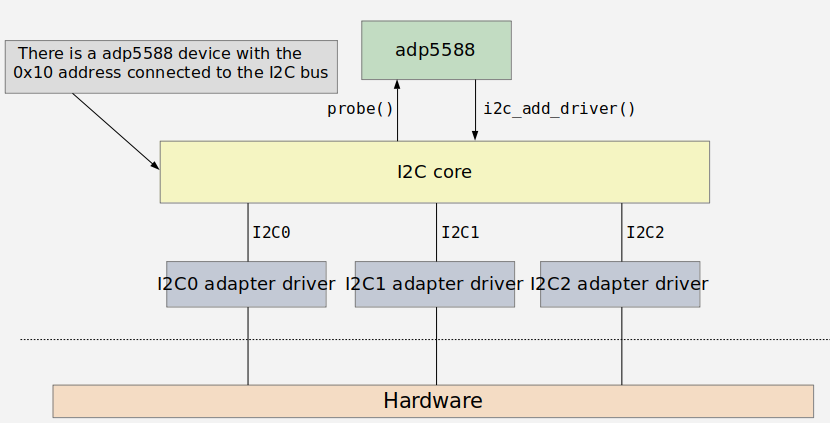 There is a adp5588 device with the
0x10 address connected to the I2C bus
adp5588
probe()
i2c_add_driver()
I2C core
I2C0
I2C1
I2C2
I2C0 adapter driver
I2C1 adapter driver
I2C2 adapter driver
Hardware